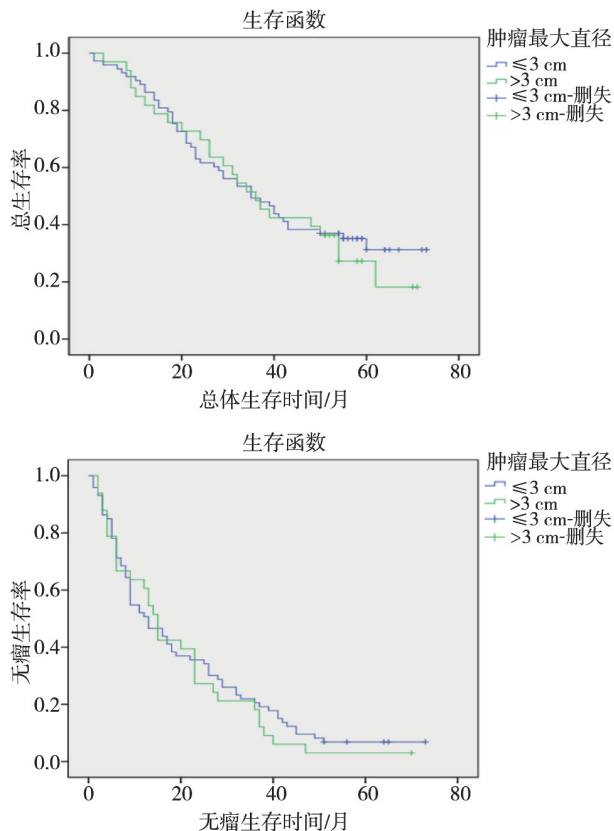 生存函数
肿瘤最大直径
≤3 cm
>3 cm
≤3 cm-删失
>3 cm-删失
总生存率
1.0
0.8
0.6
0.4
0.2
0.0
0
20
40
60
80
总体生存时间/月
生存函数
肿瘤最大直径
≤3 cm
>3 cm
≤3 cm-删失
>3 cm-删失
无瘤生存率
1.0
0.8
0.6
0.4
0.2
0.0
0
20
40
60
80
无瘤生存时间/月